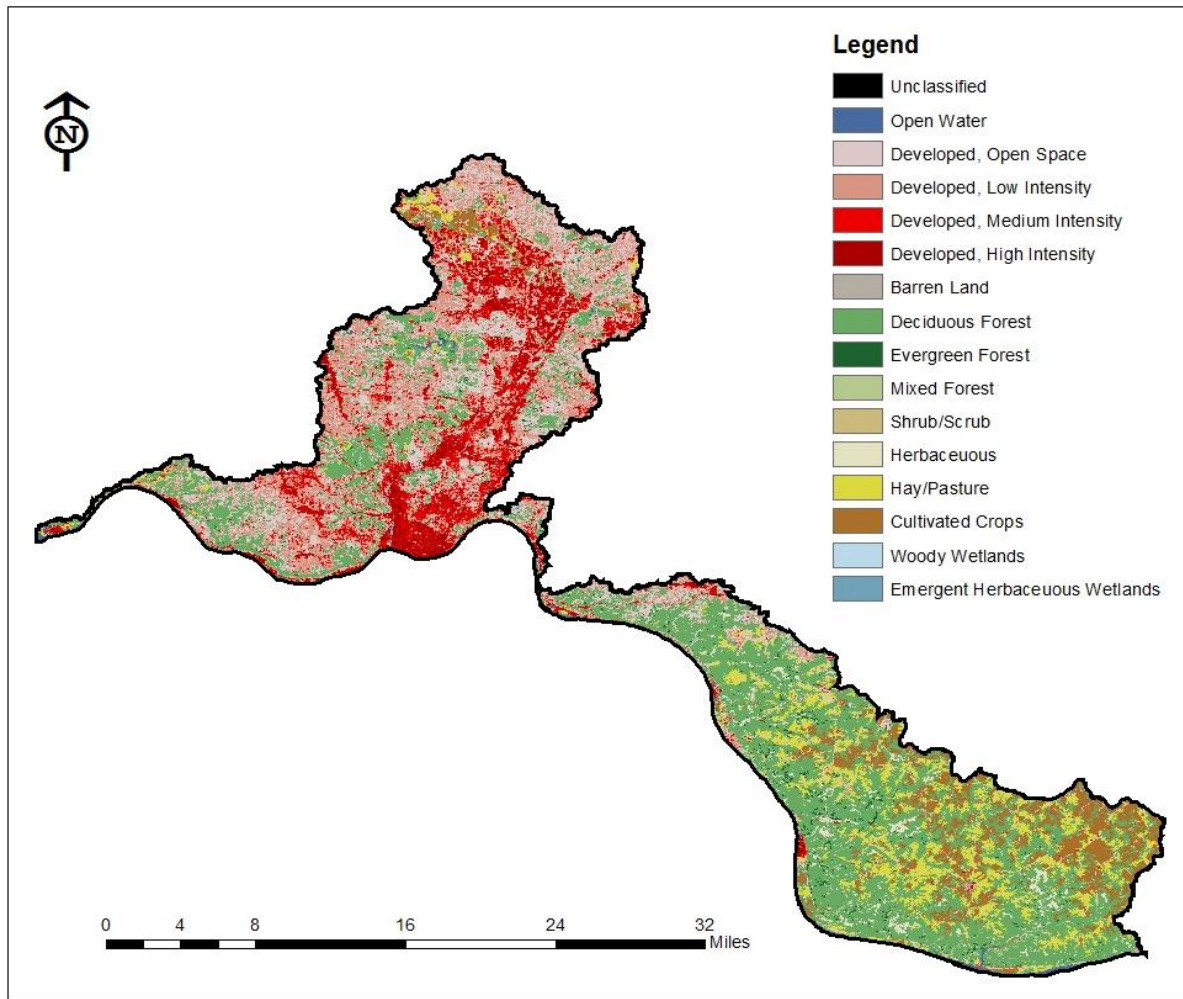 N
Legend
Unclassified
Open Water
Developed, Open Space
Developed, Low Intensity
Developed, Medium Intensity
Developed, High Intensity
Barren Land
Deciduous Forest
Evergreen Forest
Mixed Forest
Shrub/Scrub
Herbaceuous
Hay/Pasture
Cultivated Crops
Woody Wetlands
Emergent Herbaceuous Wetlands
0 4 8 16 24 32
Miles